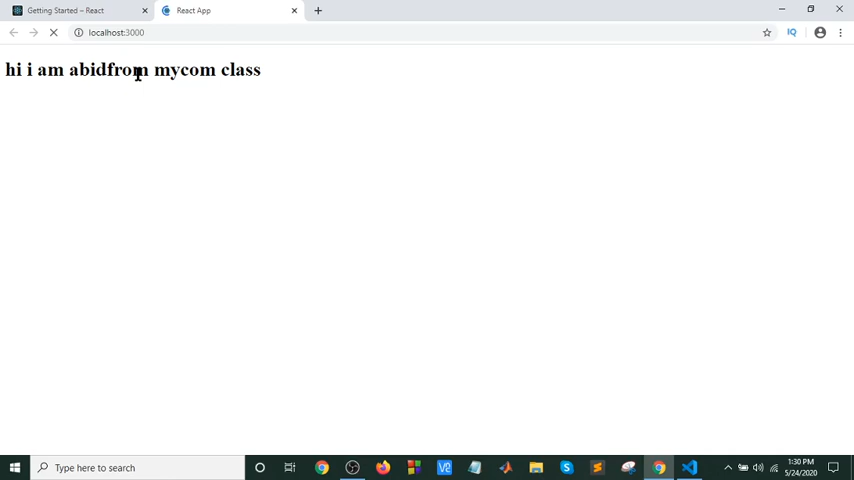 Getting Started – React
React App
localhost:3000
IQ
hi i am abidfrom mycom class
Type here to search
1:30 PM
5/24/2020